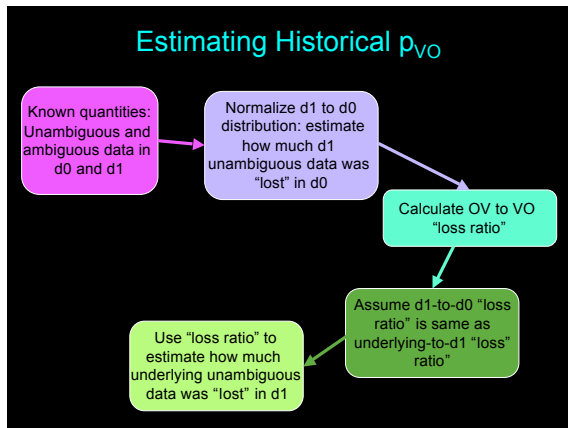 Estimating Historical pVO
Known quantities:
Unambiguous and
ambiguous data in
d0 and d1
Normalize d1 to d0
distribution: estimate
how much d1
unambiguous data was
“lost” in d0
Calculate OV to VO
“loss ratio”
Assume d1-to-d0 “loss
ratio” is same as
underlying-to-d1 “loss”
ratio”
Use “loss ratio” to
estimate how much
underlying unambiguous
data was “lost” in d1